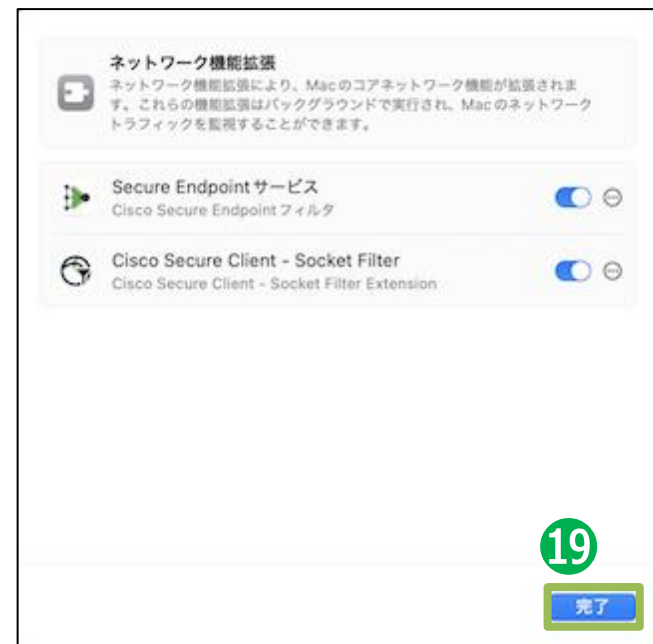 ネットワーク機能拡張
ネットワーク機能拡張により、Macのコアネットワーク機能が拡張されま
す。これらの機能拡張はバックグラウンドで実行され、Macのネットワーク
トラフィックを監視することができます。
Secure Endpointサービス
Cisco Secure Endpointフィルタ
Cisco Secure Client - Socket Filter
Cisco Secure Client - Socket Filter Extension
19
完了